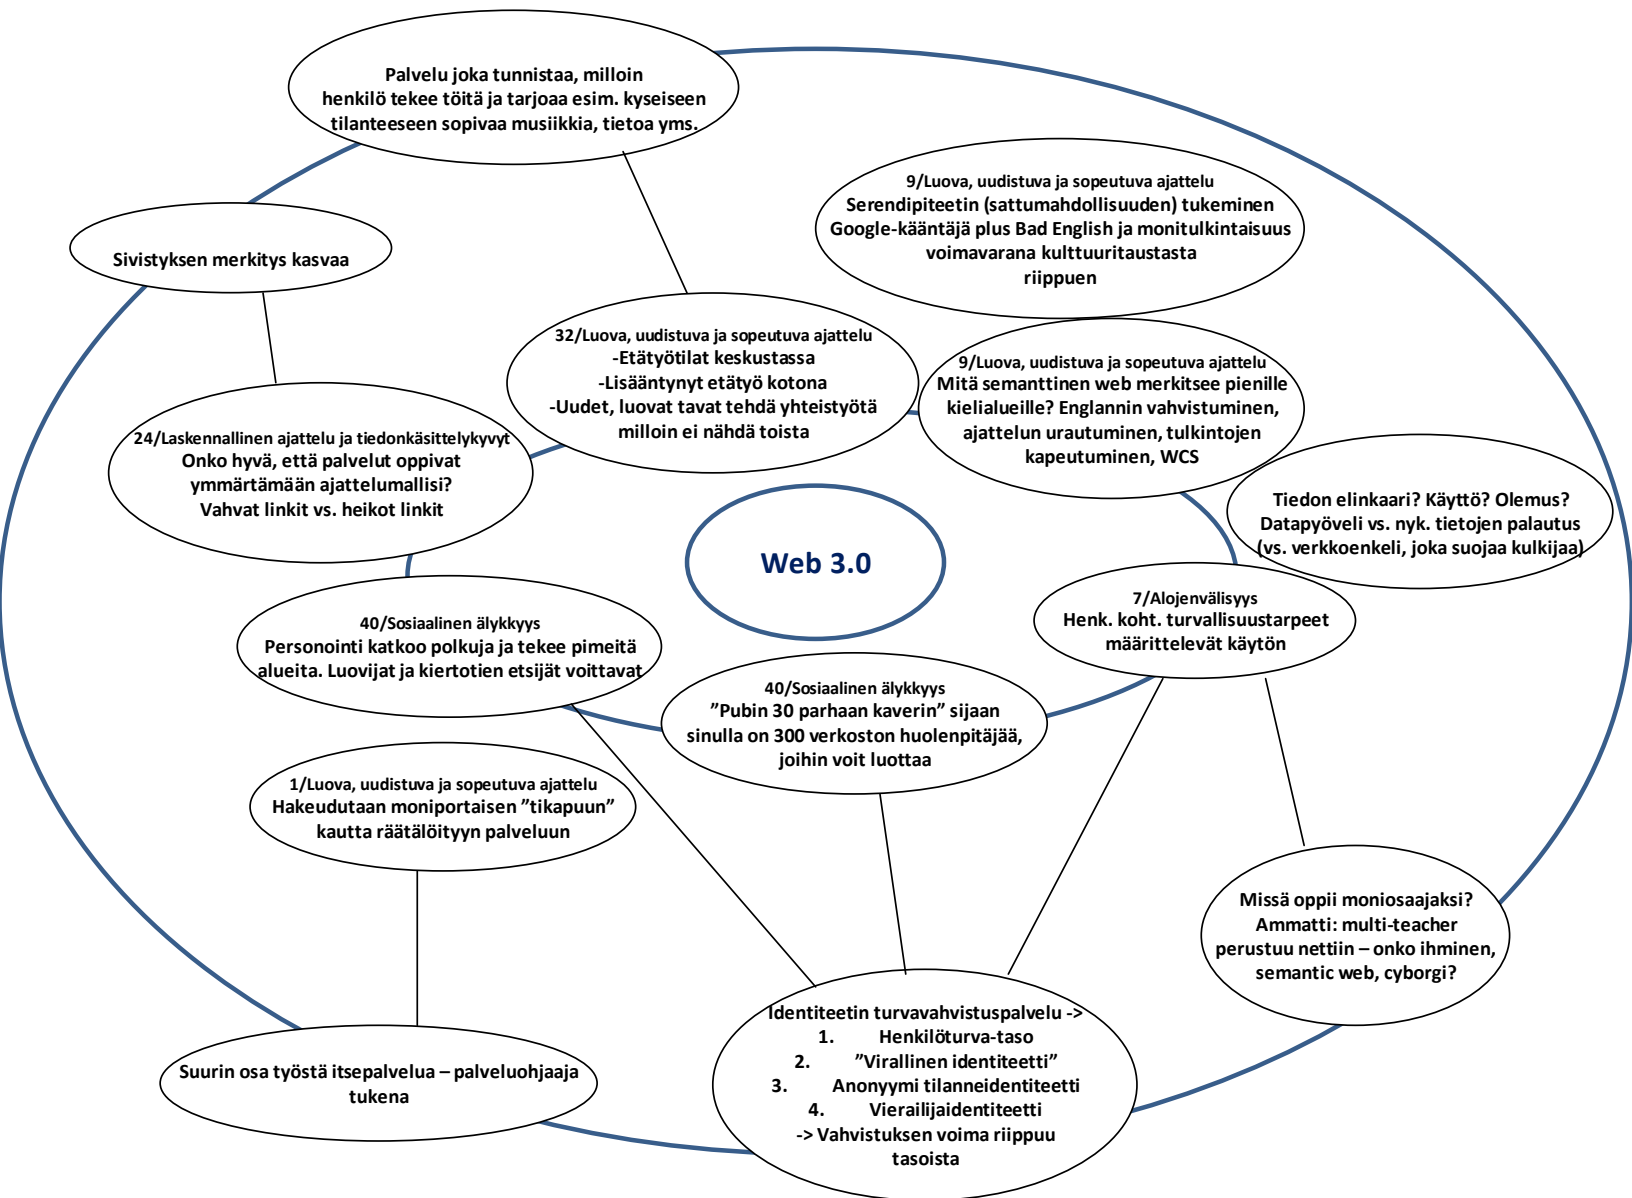 Palvelu joka tunnistaa, milloin
henkilö tekee töitä ja tarjoaa esim. kyseiseen
tilanteeseen sopivaa musiikkia, tietoa yms.
9/Luova, uudistuva ja sopeutuva ajattelu
Serendipiteetin (sattumahdollisuuden) tukeminen
Google-kääntäjä plus Bad English ja monitulkintaisuus
voimavarana kulttuuritaustasta
riippuen
Sivistyksen merkitys kasvaa
32/Luova, uudistuva ja sopeutuva ajattelu
-Etätyötilat keskustassa
-Lisääntynyt etätyö kotona
-Uudet, luovat tavat tehdä yhteistyötä
milloin ei nähdä toista
9/Luova, uudistuva ja sopeutuva ajattelu
Mitä semanttinen web merkitsee pienille
kielialueille? Englannin vahvistuminen,
ajattelun urautuminen, tulkintojen
kapeutuminen, WCS
24/Laskennallinen ajattelu ja tiedonkäsittelykyvyt
Onko hyvä, että palvelut oppivat
ymmärtämään ajattelumallisi?
Vahvat linkit vs. heikot linkit
Tiedon elinkaari? Käyttö? Olemus?
Datapyöveli vs. nyk. tietojen palautus
(vs. verkkoenkeli, joka suojaa kulkijaa)
Web 3.0
7/Alojenvälisyys
Henk. koht. turvallisuustarpeet
määrittelevät käytön
40/Sosiaalinen älykkyys
Personointi katkoo polkuja ja tekee pimeitä
alueita. Luovijat ja kiertotien etsijät voittavat
40/Sosiaalinen älykkyys
”Pubin 30 parhaan kaverin” sijaan
sinulla on 300 verkoston huolenpitäjää,
joihin voit luottaa
1/Luova, uudistuva ja sopeutuva ajattelu
Hakeudutaan moniportaisen ”tikapuun”
kautta räätälöityyn palveluun
Missä oppii moniosaajaksi?
Ammatti: multi-teacher
perustuu nettiin – onko ihminen,
semantic web, cyborgi?
Suurin osa työstä itsepalvelua – palveluohjaaja
tukena
Identiteetin turvavahvistuspalvelu ->
1. Henkilöturva-taso
2. ”Virallinen identiteetti”
3. Anonyymi tilanneidentiteetti
4. Vierailijaidentiteetti
-> Vahvistuksen voima riippuu
tasoista